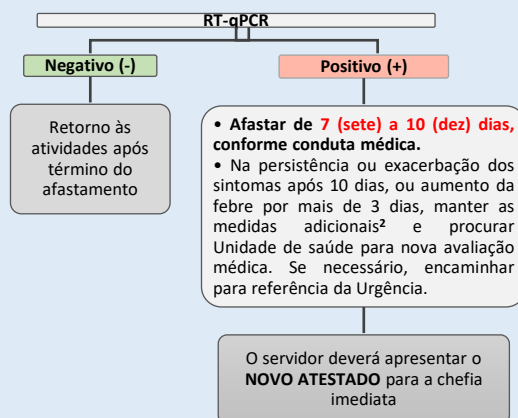 RT-qPCR
Negativo (-)
Positivo (+)
Retorno às
atividades após
término do
afastamento
• Afastar de 7 (sete) a 10 (dez) dias,
conforme conduta médica.
• Na persistência ou exacerbação dos
sintomas após 10 dias, ou aumento da
febre por mais de 3 dias, manter as
medidas adicionais² e procurar
Unidade de saúde para nova avaliação
médica. Se necessário, encaminhar
para referência da Urgência.
O servidor deverá apresentar o
NOVO ATESTADO para a chefia
imediata